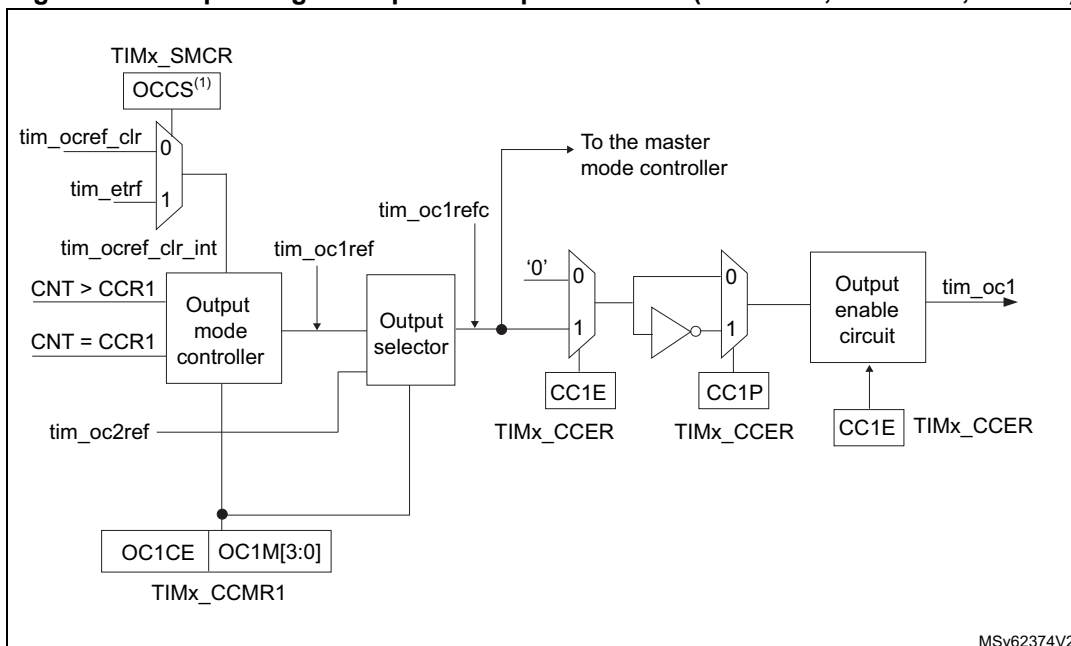 TIMx_SMCR
OCCS(1)
tim_ocref_clr
0
tim_etrf
1
tim_ocref_clr_int
To the master
mode controller
tim_oc1refc
tim_oc1ref
CNT > CCR1
CNT = CCR1
Output
mode
controller
Output
selector
tim_oc2ref
'0'
0
1
CC1E
TIMx_CCER
0
1
CC1P
TIMx_CCER
Output
enable
circuit
tim_oc1
CC1E
TIMx_CCER
OC1CE
OC1M[3:0]
TIMx_CCMR1
MSv62374V2